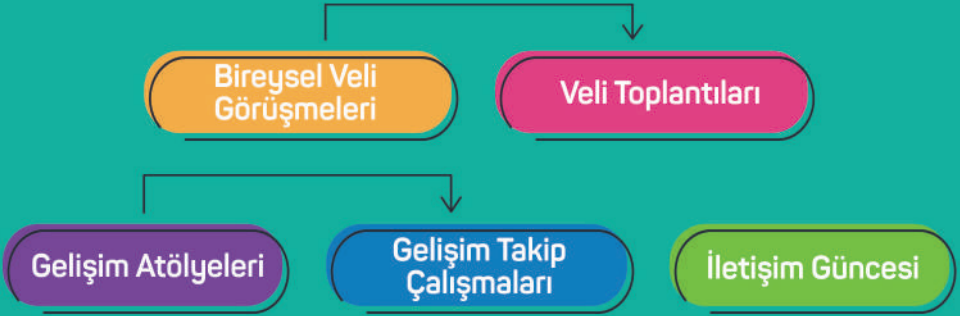 Bireysel Veli
Görüşmeleri
Veli Toplantıları
Gelişim Atölyeleri
Gelişim Takip
Çalışmaları
İletişim Güncesi